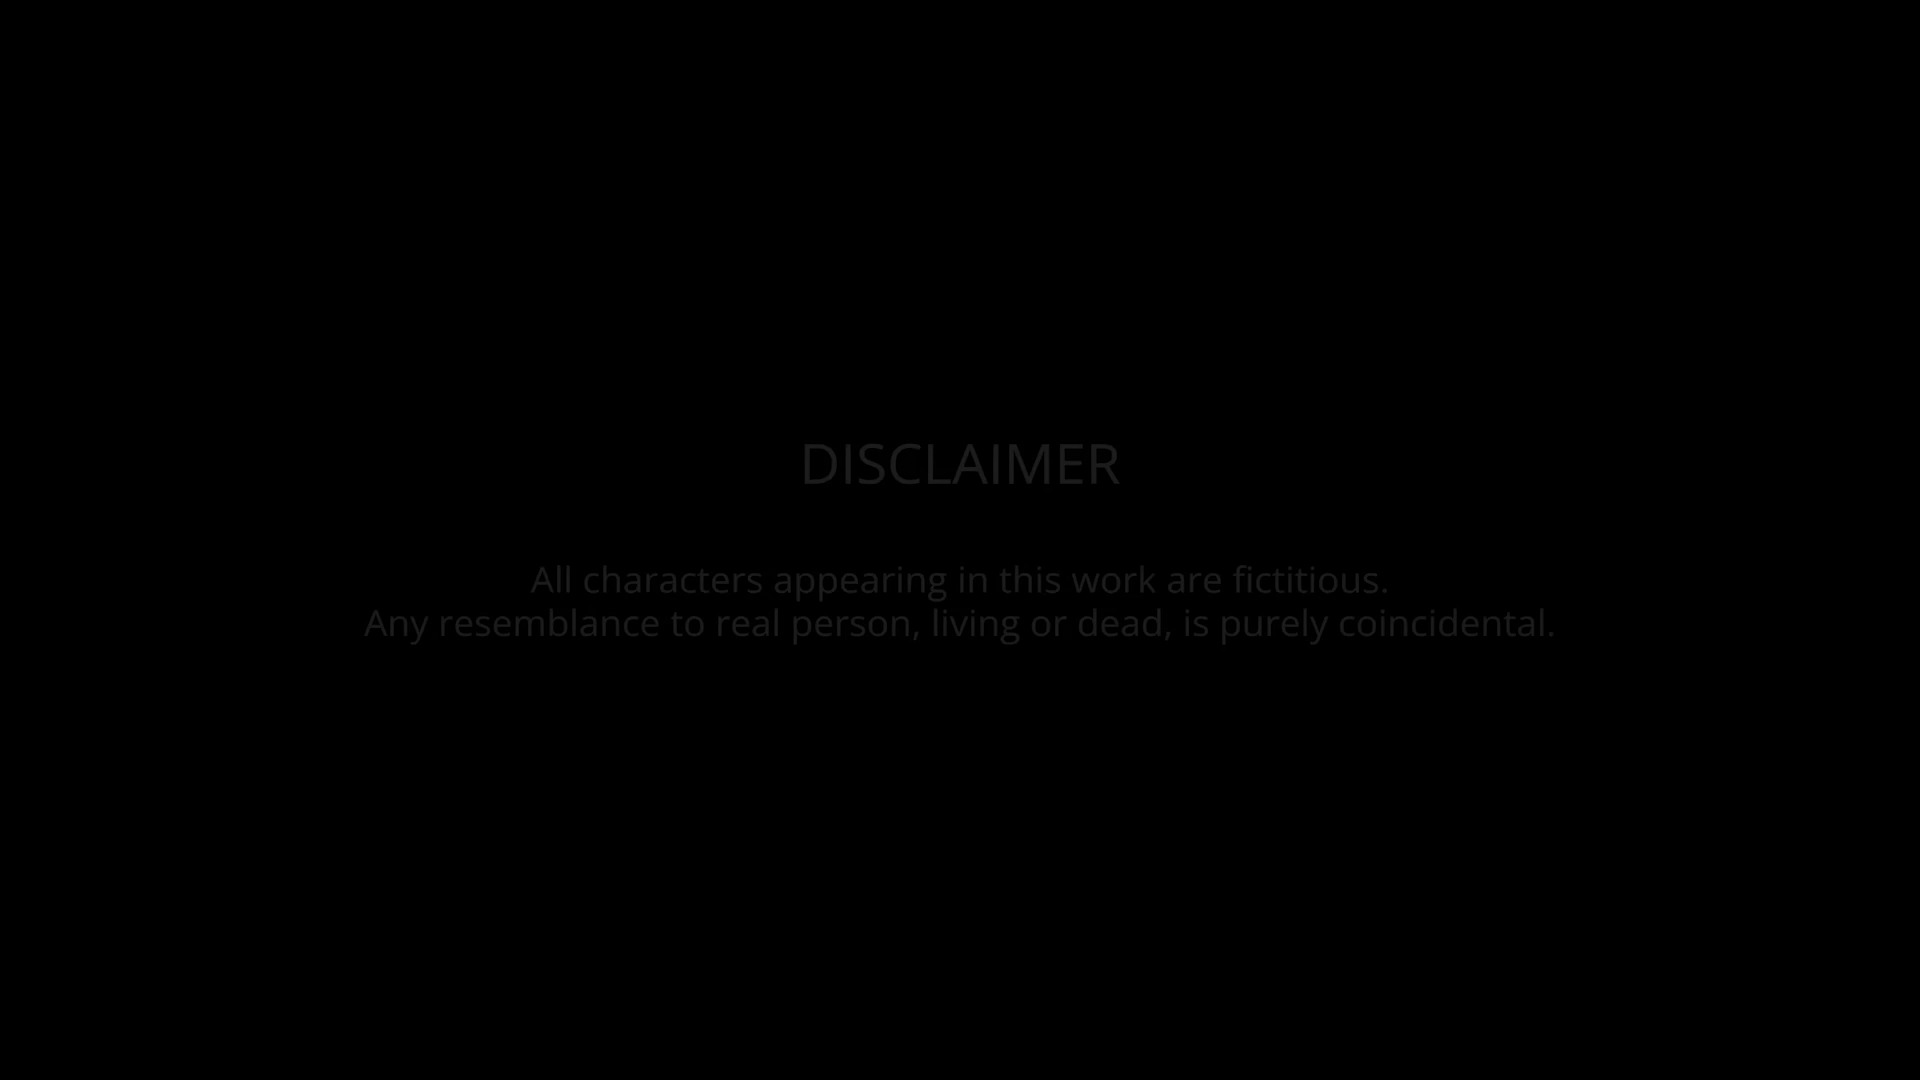 DISCLAIMER
All characters appearing in this work are fictitious.
Any resemblance to real person, living or dead, is purely coincidental.